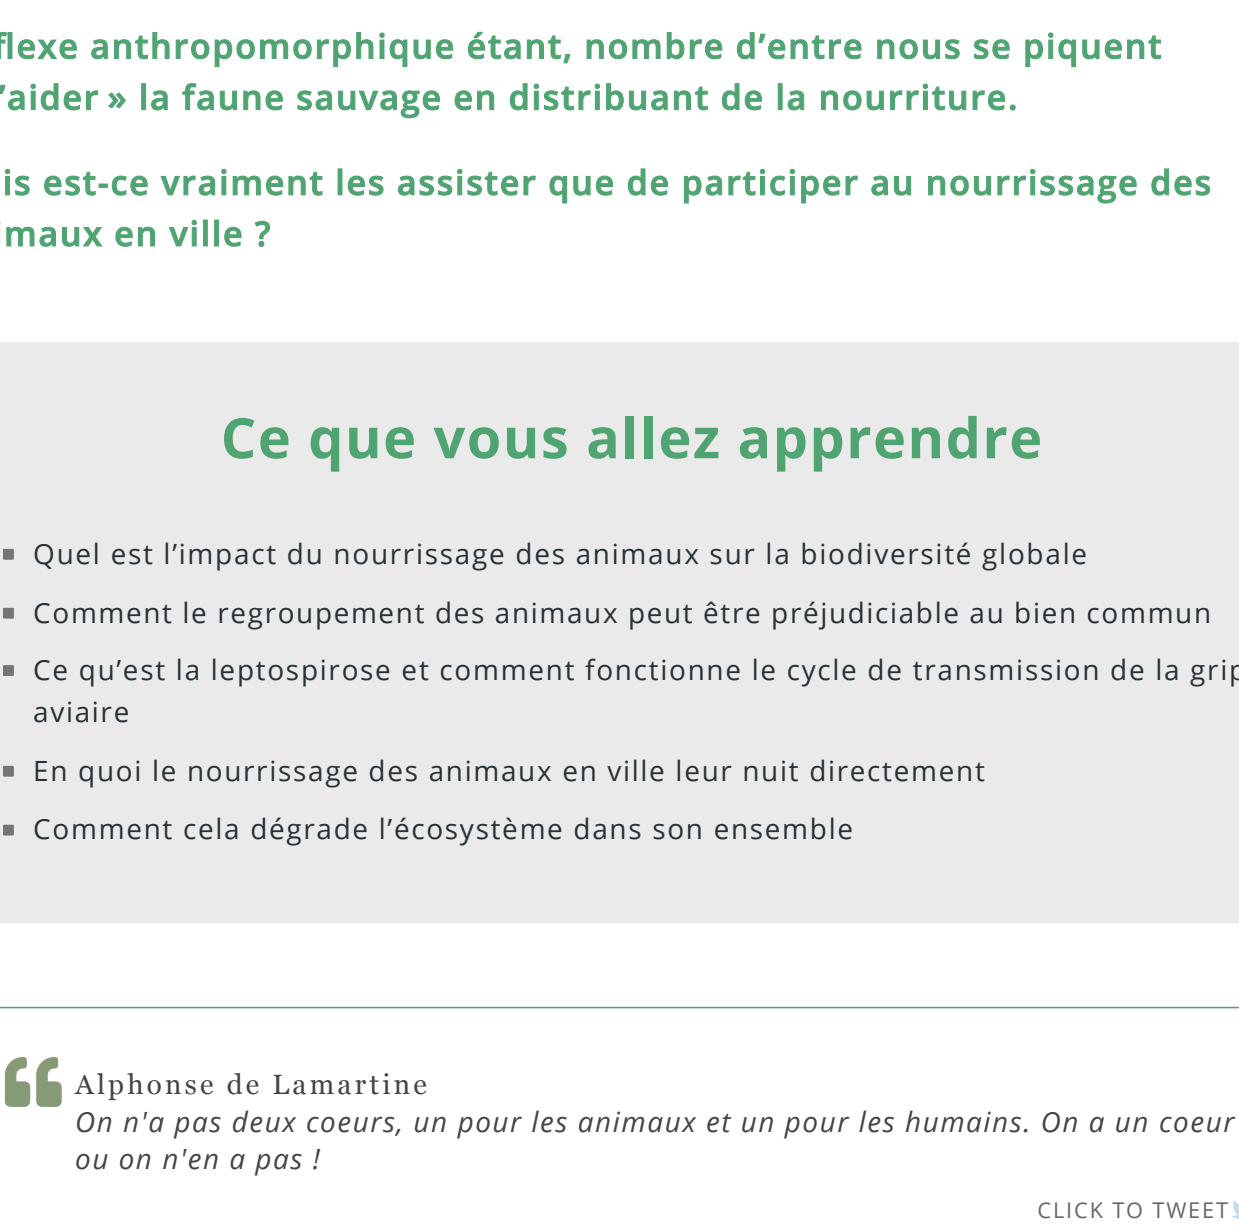 flexe anthropomorphique étant, nombre d’entre nous se piquent
’aider » la faune sauvage en distribuant de la nourriture.
is est-ce vraiment les assister que de participer au nourrissage des
imaux en ville ?
Ce que vous allez apprendre
Quel est l’impact du nourrissage des animaux sur la biodiversité globale
Comment le regroupement des animaux peut être préjudiciable au bien commun
Ce qu’est la leptospirose et comment fonctionne le cycle de transmission de la grip
aviaire
En quoi le nourrissage des animaux en ville leur nuit directement
Comment cela dégrade l’écosystème dans son ensemble
Alphonse de Lamartine
On n'a pas deux coeurs, un pour les animaux et un pour les humains. On a un coeur
ou on n'en a pas !
CLICK TO TWEET